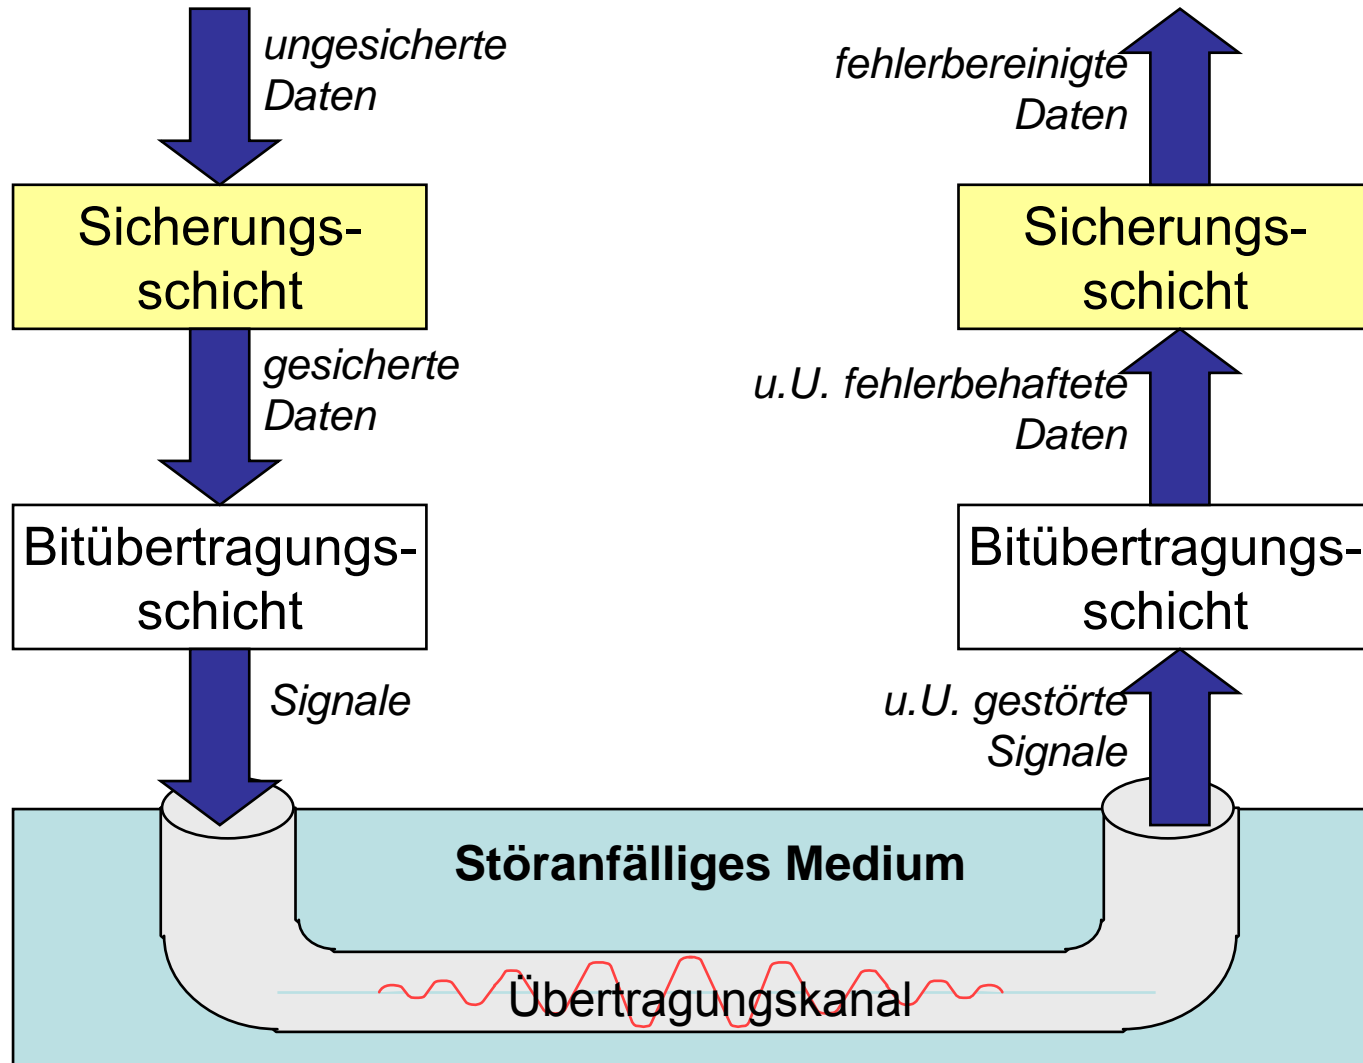 ungesicherte
Daten
Sicherungs-
schicht
gesicherte
Daten
Bitübertragungs-
schicht
Signale
fehlerbereinigte
Daten
Sicherungs-
schicht
u.U. fehlerbehaftete
Daten
Bitübertragungs-
schicht
u.U. gestörte
Signale
Störanfälliges Medium
Übertragungskanal